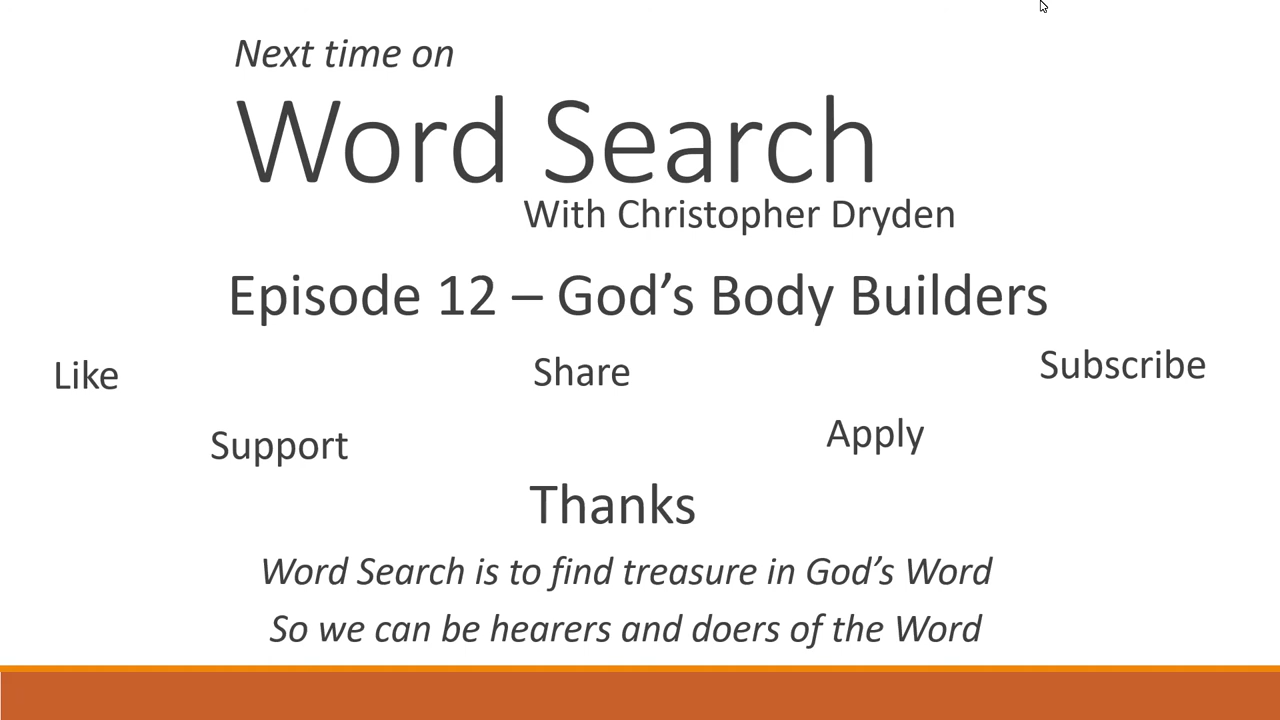 Next time on
Word Search
With Christopher Dryden
Episode 12 – God’s Body Builders
Like Share Subscribe
Support Apply
Thanks
Word Search is to find treasure in God’s Word
So we can be hearers and doers of the Word